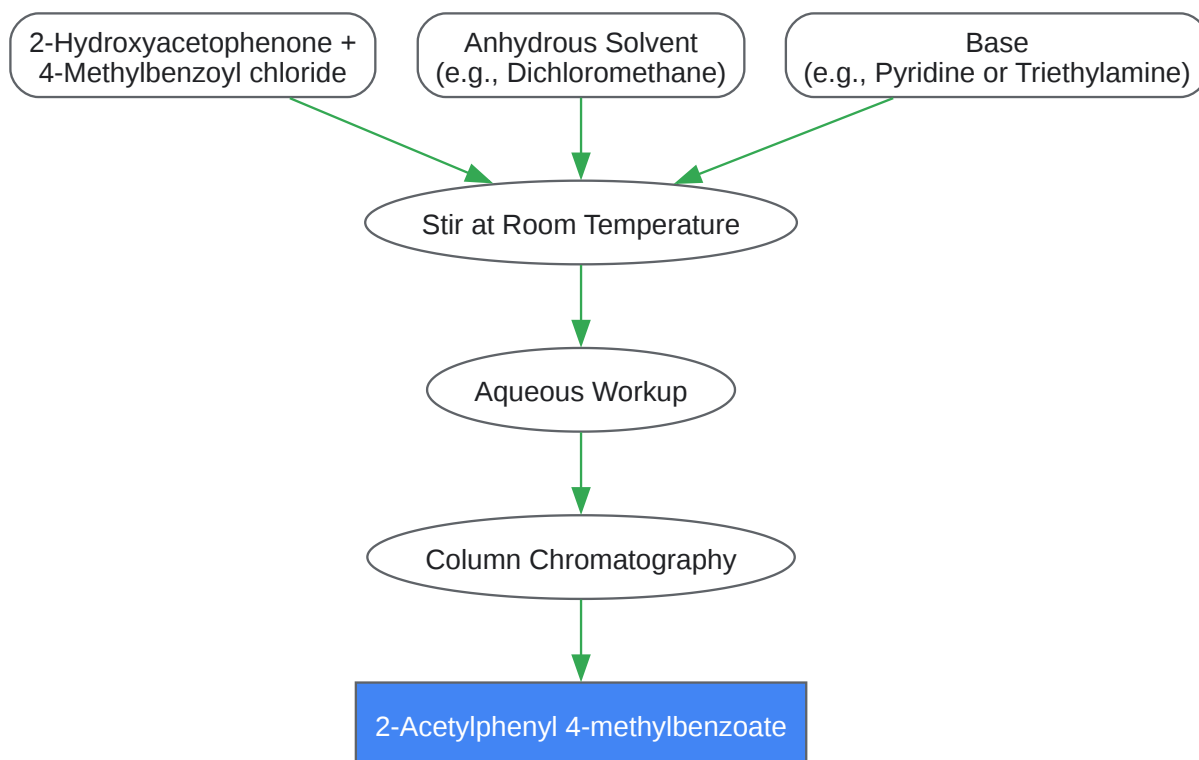 2-Hydroxyacetophenone +
4-Methylbenzoyl chloride
Anhydrous Solvent
(e.g., Dichloromethane)
Base
(e.g., Pyridine or Triethylamine)
Stir at Room Temperature
Aqueous Workup
Column Chromatography
2-Acetylphenyl 4-methylbenzoate